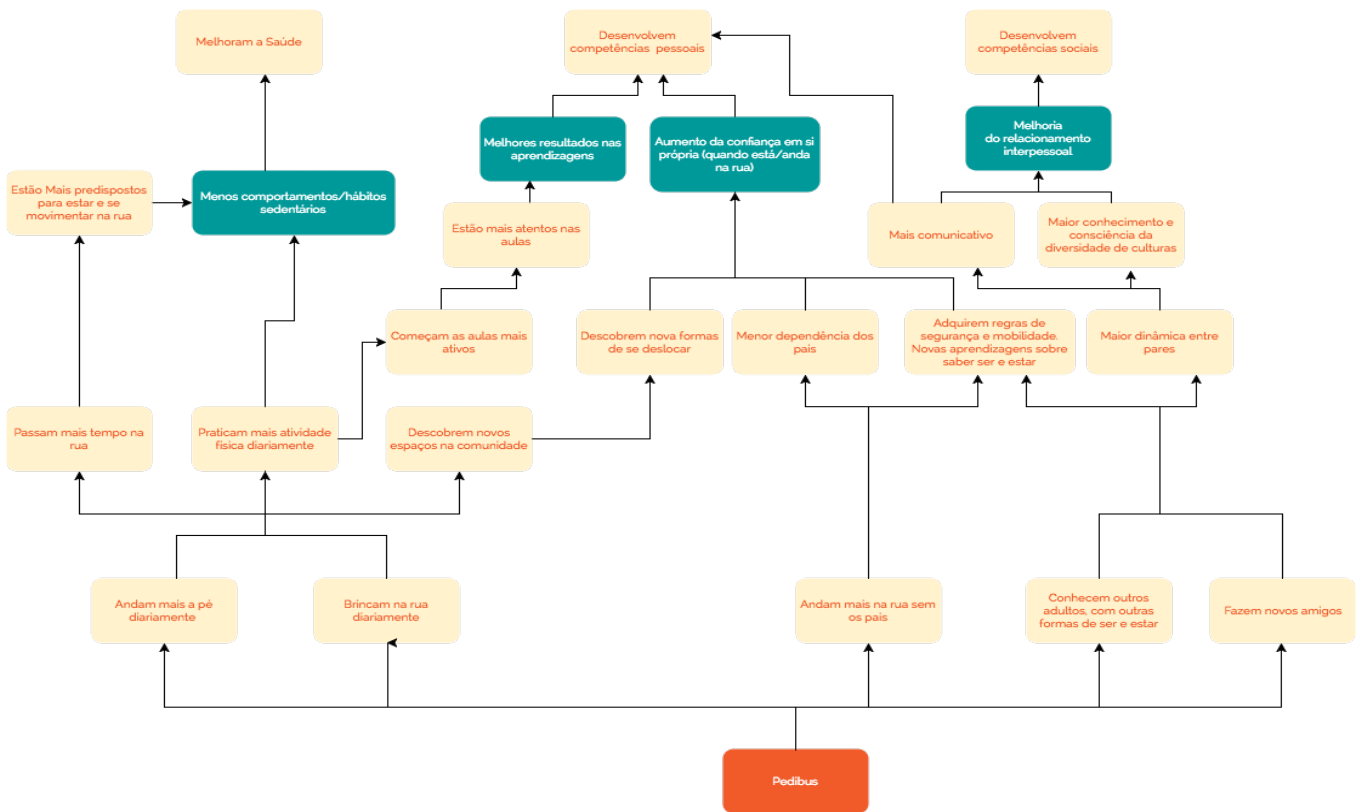 Melhoram a Saúde
Desenvolvem
competências pessoais
Desenvolvem
competências sociais
Melhores resultados nas
aprendizagens
Aumento da confiança em si
própria (quando está/anda
na rua)
Melhoria
do relacionamento
interpessoal
Estão Mais predispostos
para estar e se
movimentar na rua
Menos comportamentos/hábitos
sedentários
Estão mais atentos nas
aulas
Mais comunicativo
Maior conhecimento e
consciência da
diversidade de culturas
Começam as aulas mais
ativos
Descobrem nova formas
de se deslocar
Menor dependência dos
pais
Adquirem regras de
segurança e mobilidade.
Novas aprendizagens sobre
saber ser e estar
Maior dinâmica entre
pares
Passam mais tempo na
rua
Praticam mais atividade
física diariamente
Descobrem novos
espaços na comunidade
Andam mais a pé
diariamente
Brincam na rua
diariamente
Andam mais na rua sem
os pais
Conhecem outros
adultos, com outras
formas de ser e estar
Fazem novos amigos
Pedibus